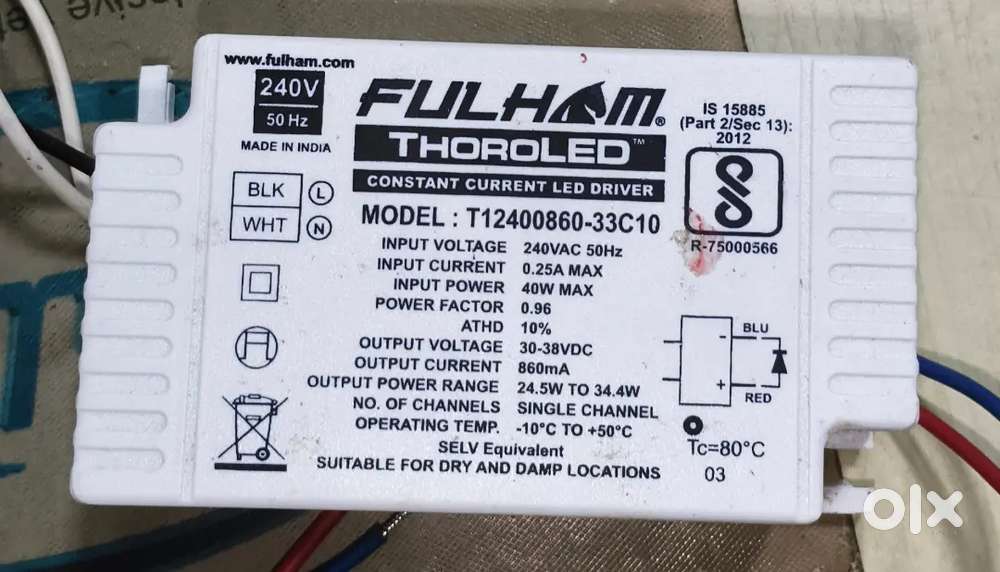 www.fulham.com
240V
50 Hz
MADE IN INDIA
FULHAM®
THOROLED™
CONSTANT CURRENT LED DRIVER
IS 15885
(Part 2/Sec 13):
2012
R-75000566
BLK L
WHT N
MODEL : T12400860-33C10
INPUT VOLTAGE 240VAC 50Hz
INPUT CURRENT 0.25A MAX
INPUT POWER 40W MAX
POWER FACTOR 0.96
ATHD 10%
OUTPUT VOLTAGE 30-38VDC
OUTPUT CURRENT 860mA
OUTPUT POWER RANGE 24.5W TO 34.4W
NO. OF CHANNELS SINGLE CHANNEL
OPERATING TEMP. -10°C TO +50°C
SELV Equivalent
SUITABLE FOR DRY AND DAMP LOCATIONS
- BLU
+ RED
Tc=80°C
03
olx